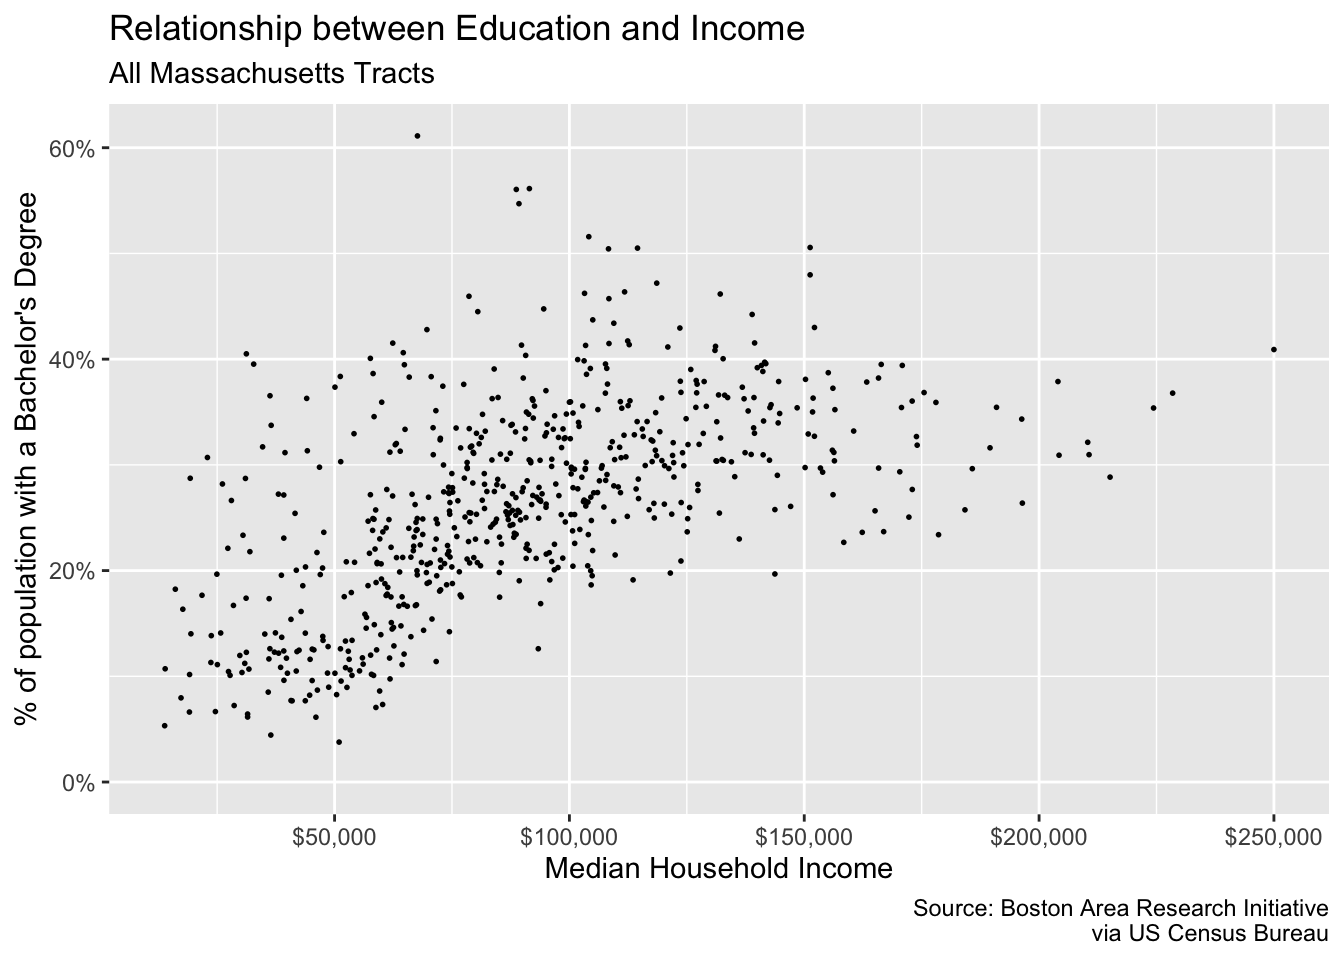 Relationship between Education and Income
All Massachusetts Tracts
% of population with a Bachelor's Degree
60%
40%
20%
0%
$50,000 $100,000 $150,000 $200,000 $250,000
Median Household Income
Source: Boston Area Research Initiative
via US Census Bureau